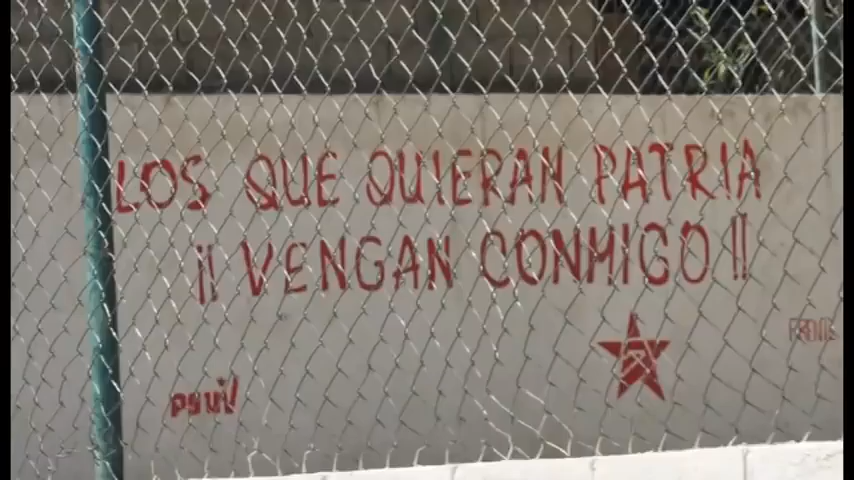 LOS QUE QUIERAN PATRIA
¡¡ VENGAN CONMIGO !!
psuv